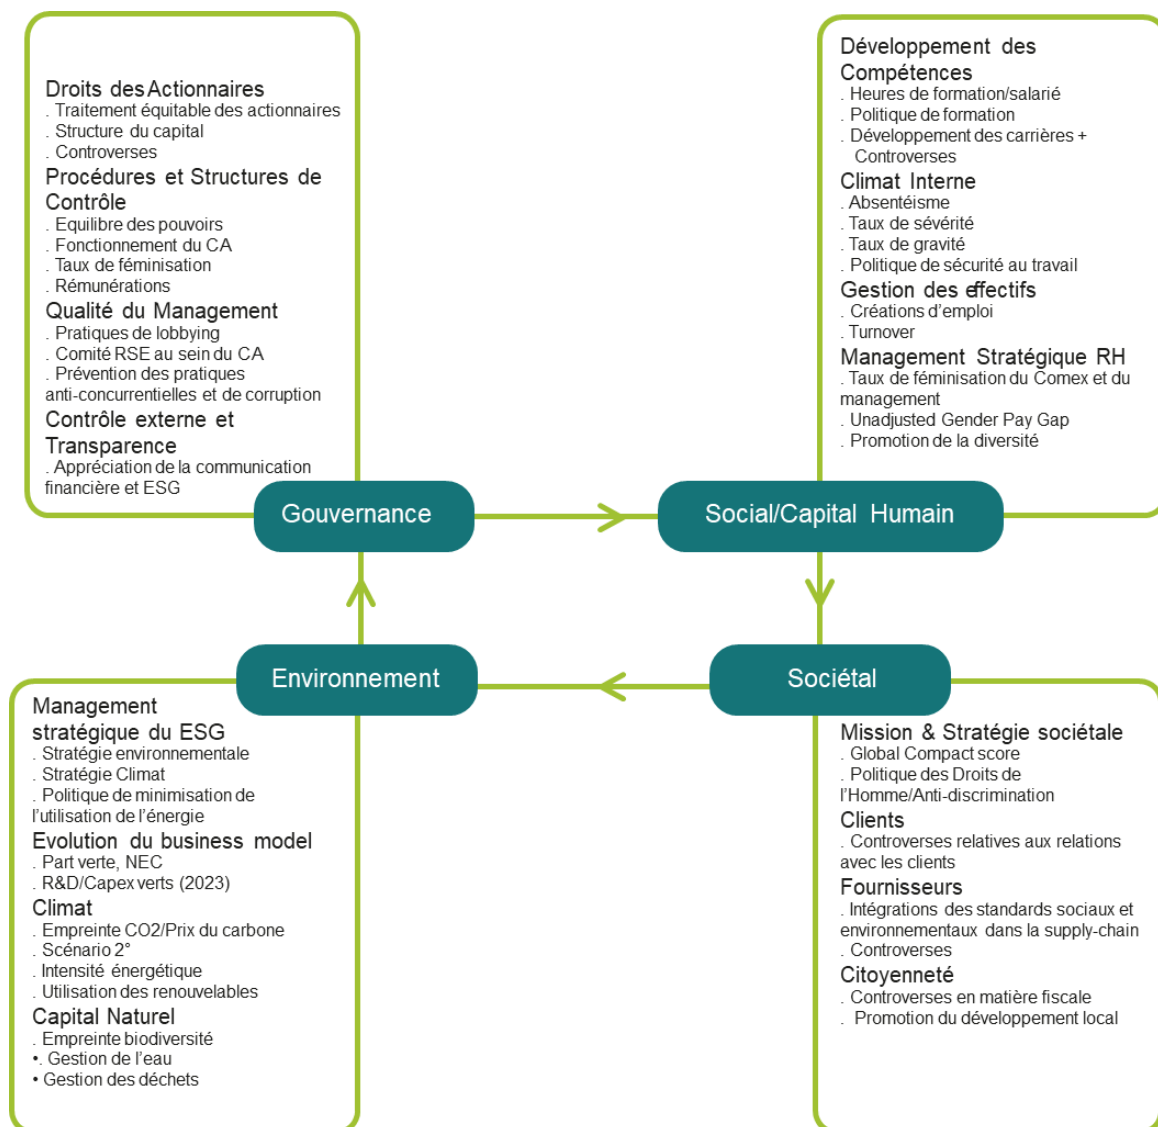 Droits des Actionnaires
. Traitement équitable des actionnaires
. Structure du capital
. Controverses
Procédures et Structures de
Contrôle
. Equilibre des pouvoirs
. Fonctionnement du CA
. Taux de féminisation
. Rémunérations
Qualité du Management
. Pratiques de lobbying
. Comité RSE au sein du CA
. Prévention des pratiques
anti-concurrentielles et de corruption
Contrôle externe et
Transparence
. Appréciation de la communication
financière et ESG
Gouvernance
Développement des
Compétences
. Heures de formation/salarié
. Politique de formation
. Développement des carrières +
Controverses
Climat Interne
. Absentéisme
. Taux de sévérité
. Taux de gravité
. Politique de sécurité au travail
Gestion des effectifs
. Créations d'emploi
. Turnover
Management Stratégique RH
. Taux de féminisation du Comex et du
management
. Unadjusted Gender Pay Gap
. Promotion de la diversité
Social/Capital Humain
Environnement
Management
stratégique du ESG
. Stratégie environnementale
. Stratégie Climat
. Politique de minimisation de
l'utilisation de l'énergie
Evolution du business model
. Part verte, NEC
. R&D/Capex verts (2023)
Climat
. Empreinte CO2/Prix du carbone
. Scénario 2°
. Intensité énergétique
. Utilisation des renouvelables
Capital Naturel
. Empreinte biodiversité
•. Gestion de l'eau
• Gestion des déchets
Sociétal
Mission & Stratégie sociétale
. Global Compact score
. Politique des Droits de
l'Homme/Anti-discrimination
Clients
. Controverses relatives aux relations
avec les clients
Fournisseurs
. Intégrations des standards sociaux et
environnementaux dans la supply-chain
. Controverses
Citoyenneté
. Controverses en matière fiscale
. Promotion du développement local